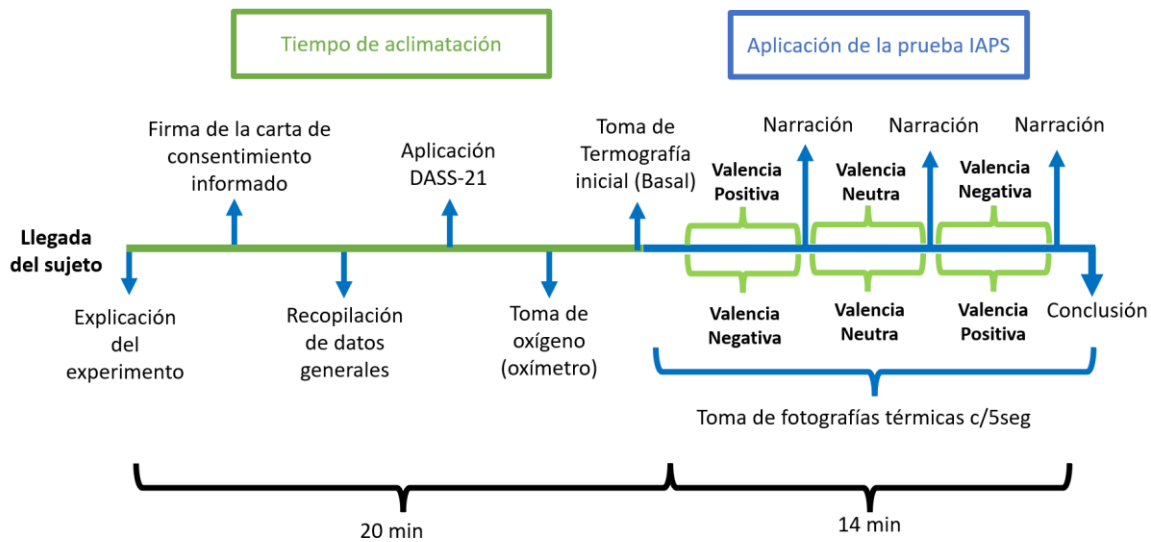 Tiempo de aclimatación
Aplicación de la prueba IAPS
Firma de la carta de
consentimiento
informado
Aplicación
DASS-21
Toma de
Termografía
inicial (Basal)
Narración
Narración
Narración
Valencia
Positiva
Valencia
Neutra
Valencia
Negativa
Llegada
del sujeto
Explicación
del
experimento
Recopilación
de datos
generales
Toma de
oxígeno
(oxímetro)
Valencia
Negativa
Valencia
Neutra
Valencia
Positiva
Conclusión
Toma de fotografías térmicas c/5seg
20 min
14 min